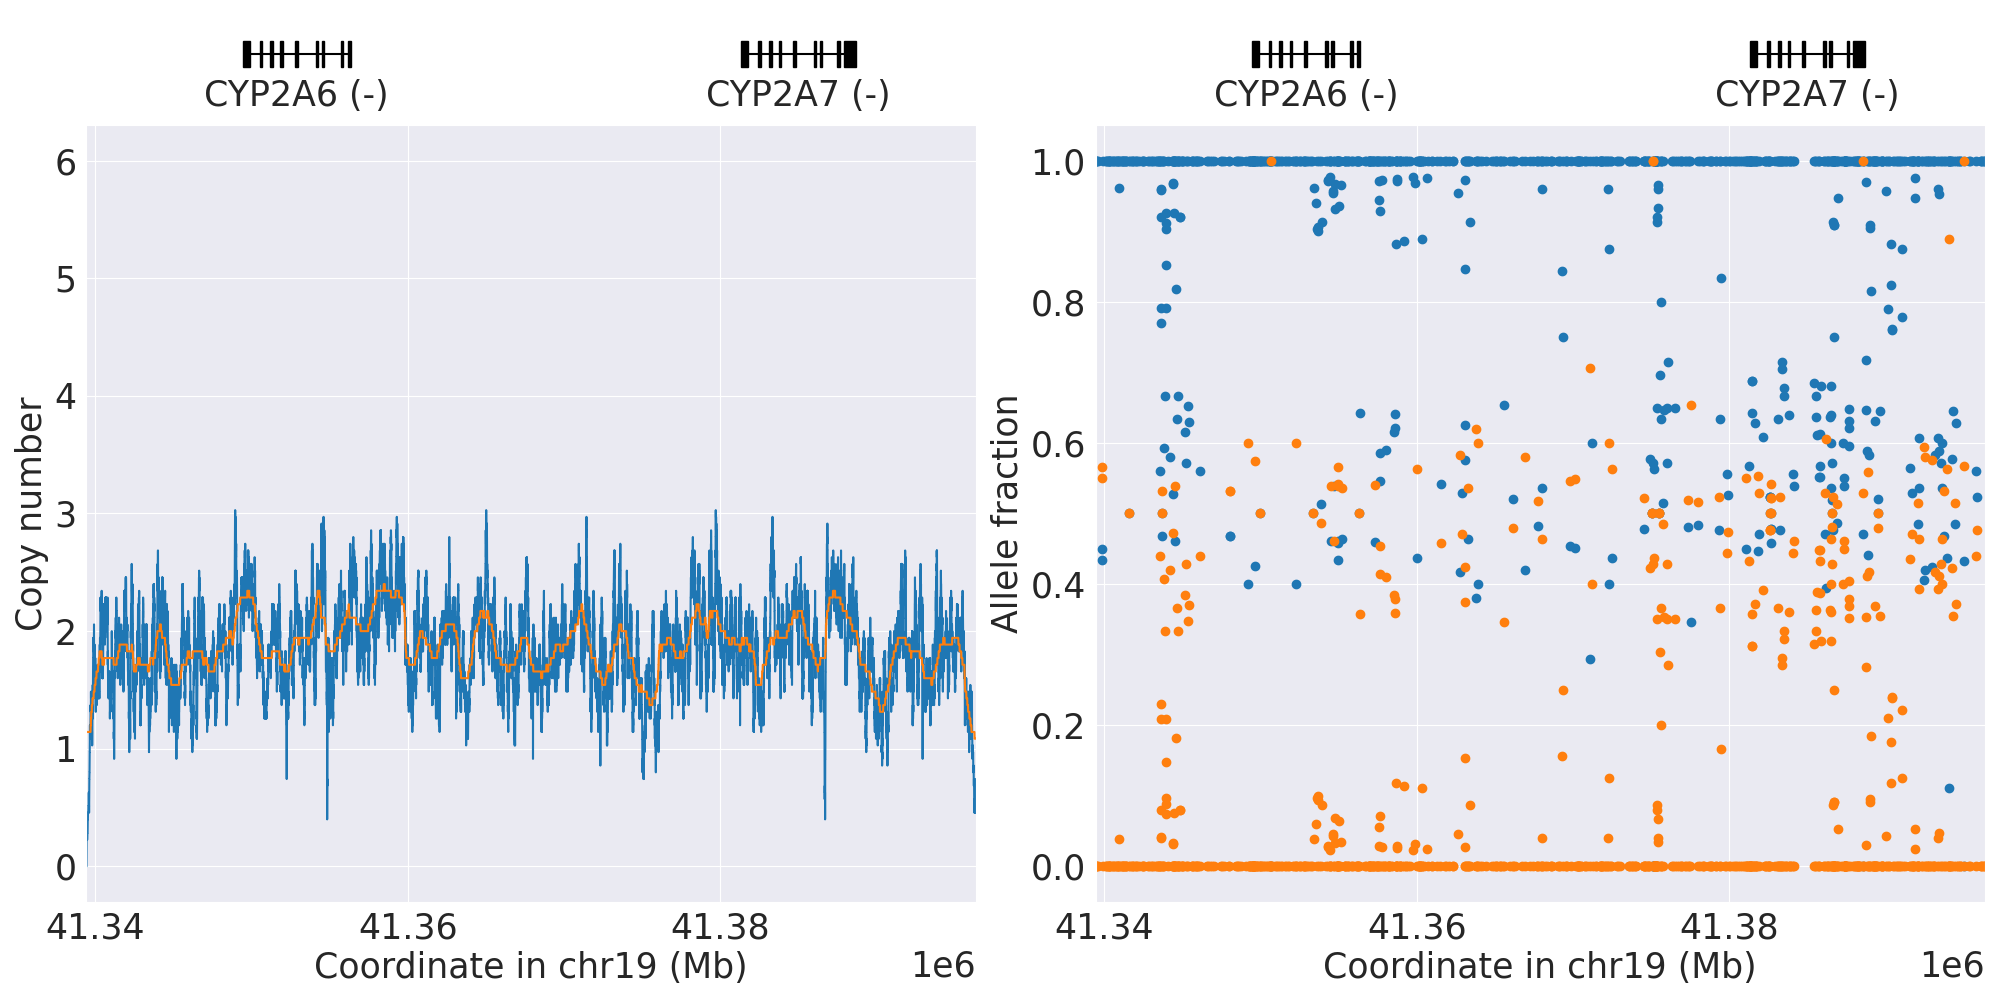 CYP2A6 (-)
CYP2A7 (-)
6
5
4
3
2
1
0
Copy number
41.34
41.36
41.38
Coordinate in chr19 (Mb)
1e6
CYP2A6 (-)
CYP2A7 (-)
1.0
0.8
0.6
0.4
0.2
0.0
Allele fraction
41.34
41.36
41.38
Coordinate in chr19 (Mb)
1e6